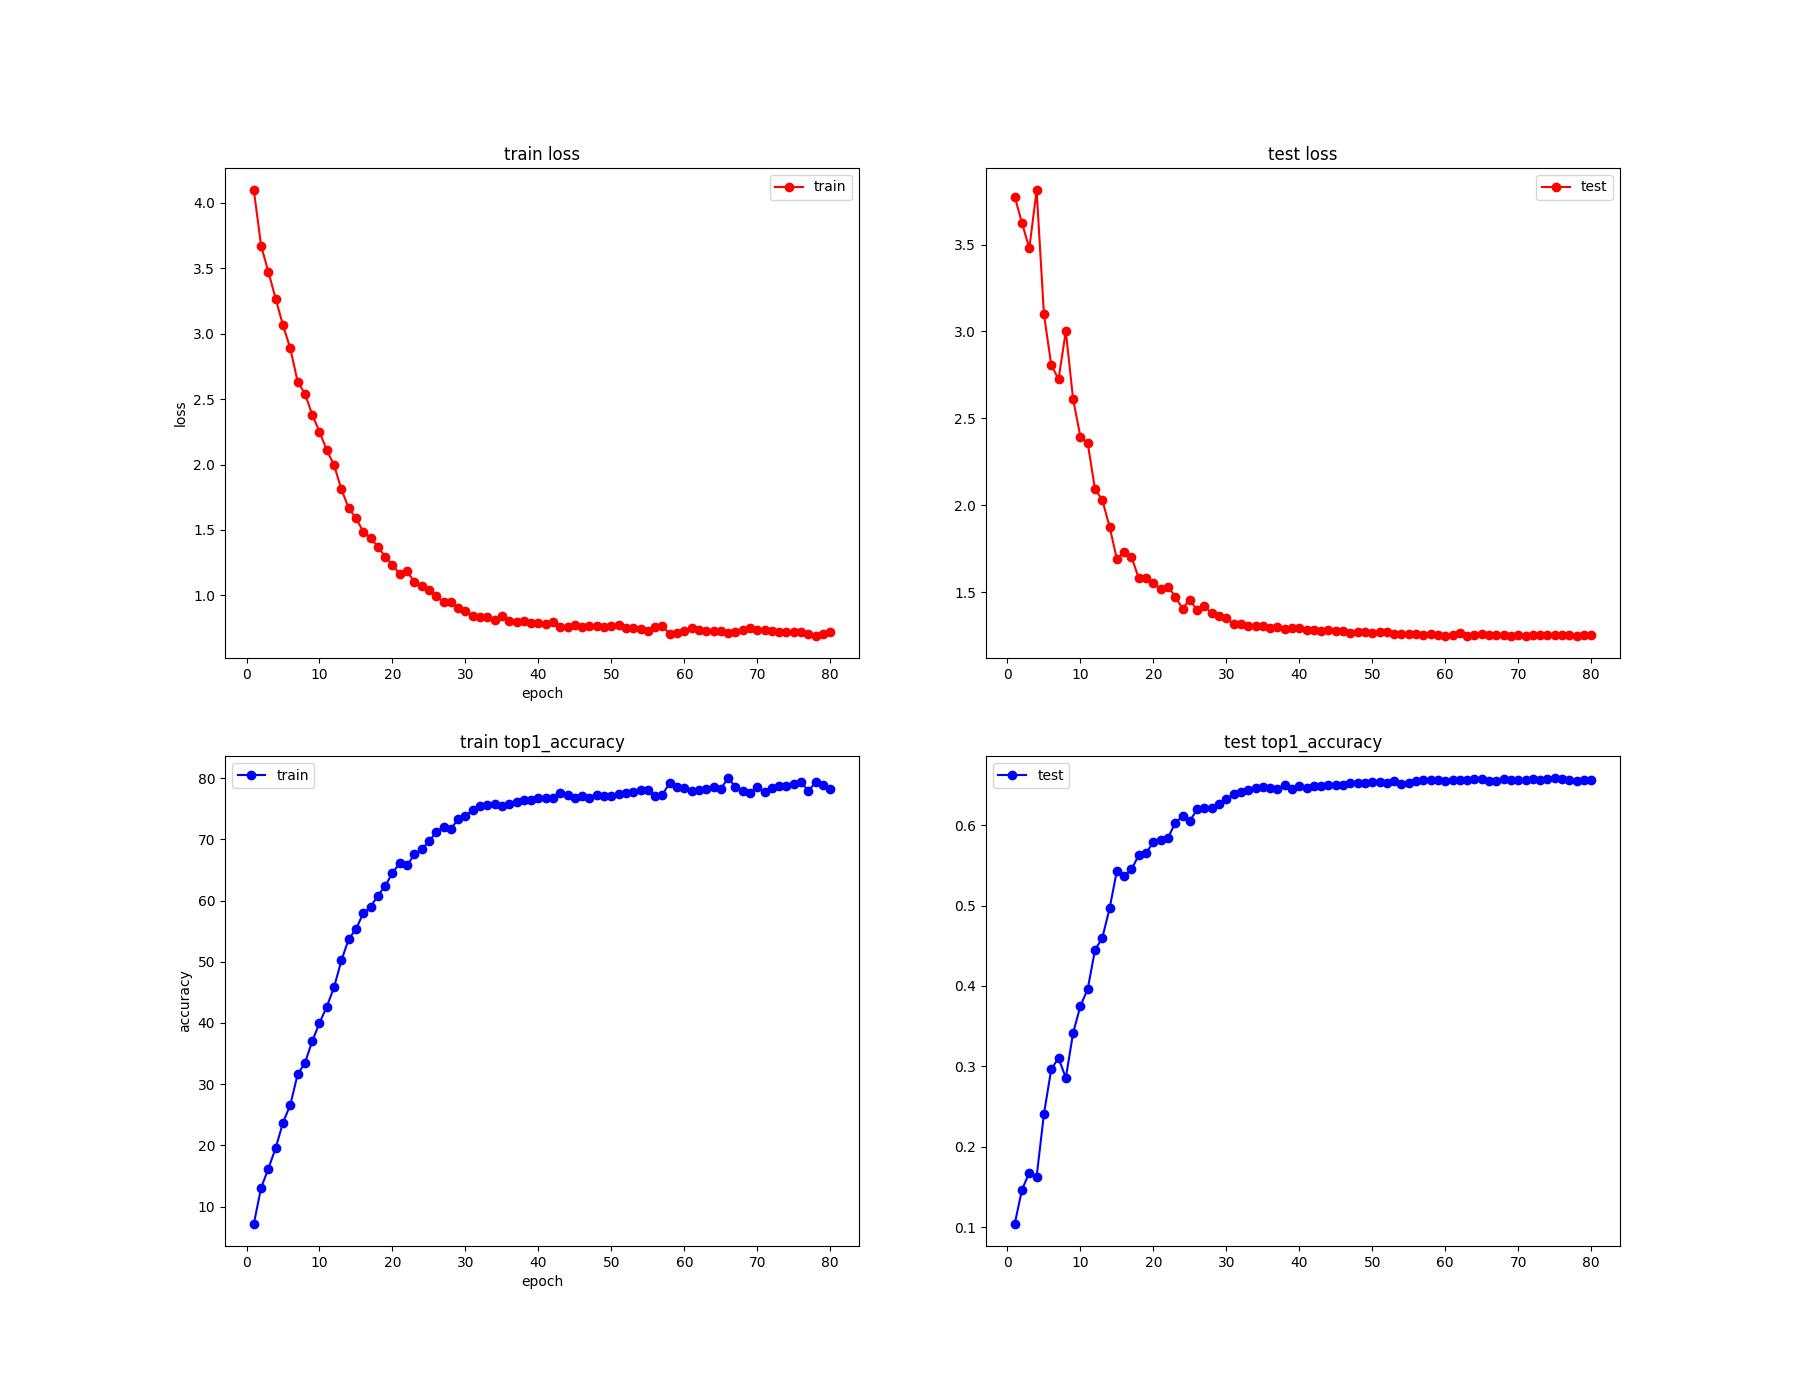 train loss
train
4.0
3.5
3.0
2.5
2.0
1.5
1.0
loss
0 10 20 30 40 50 60 70 80
epoch
test loss
test
3.5
3.0
2.5
2.0
1.5
0 10 20 30 40 50 60 70 80
train top1_accuracy
train
80
70
60
50
40
30
20
10
accuracy
0 10 20 30 40 50 60 70 80
epoch
test top1_accuracy
test
0.6
0.5
0.4
0.3
0.2
0.1
0 10 20 30 40 50 60 70 80